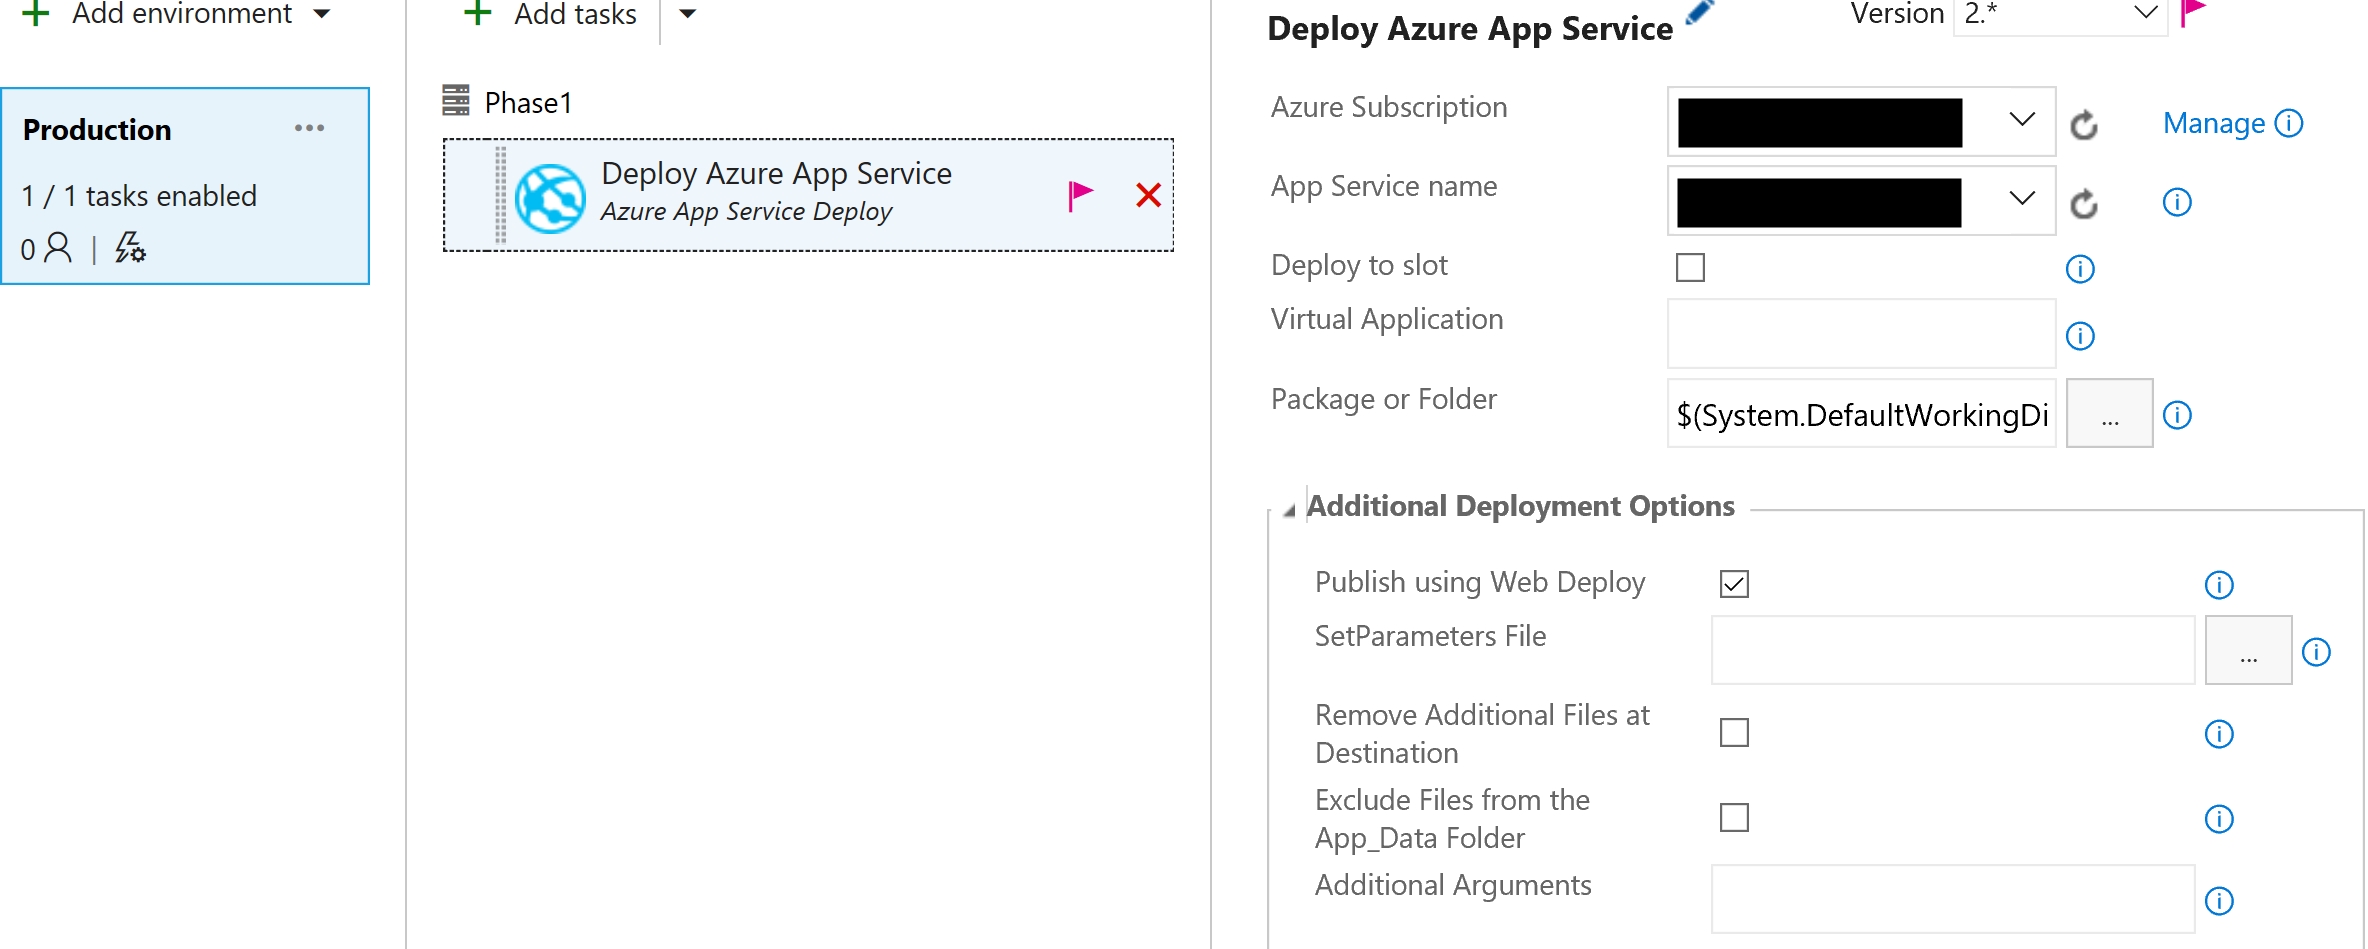 Add environment
Production
...
1 / 1 tasks enabled
0
Add tasks
Phase1
Deploy Azure App Service
Azure App Service Deploy
Deploy Azure App Service
Version
2.*
Azure Subscription
Manage
App Service name
Deploy to slot
Virtual Application
Package or Folder
$(System.DefaultWorkingDi
...
Additional Deployment Options
Publish using Web Deploy
SetParameters File
...
Remove Additional Files at
Destination
Exclude Files from the
App_Data Folder
Additional Arguments